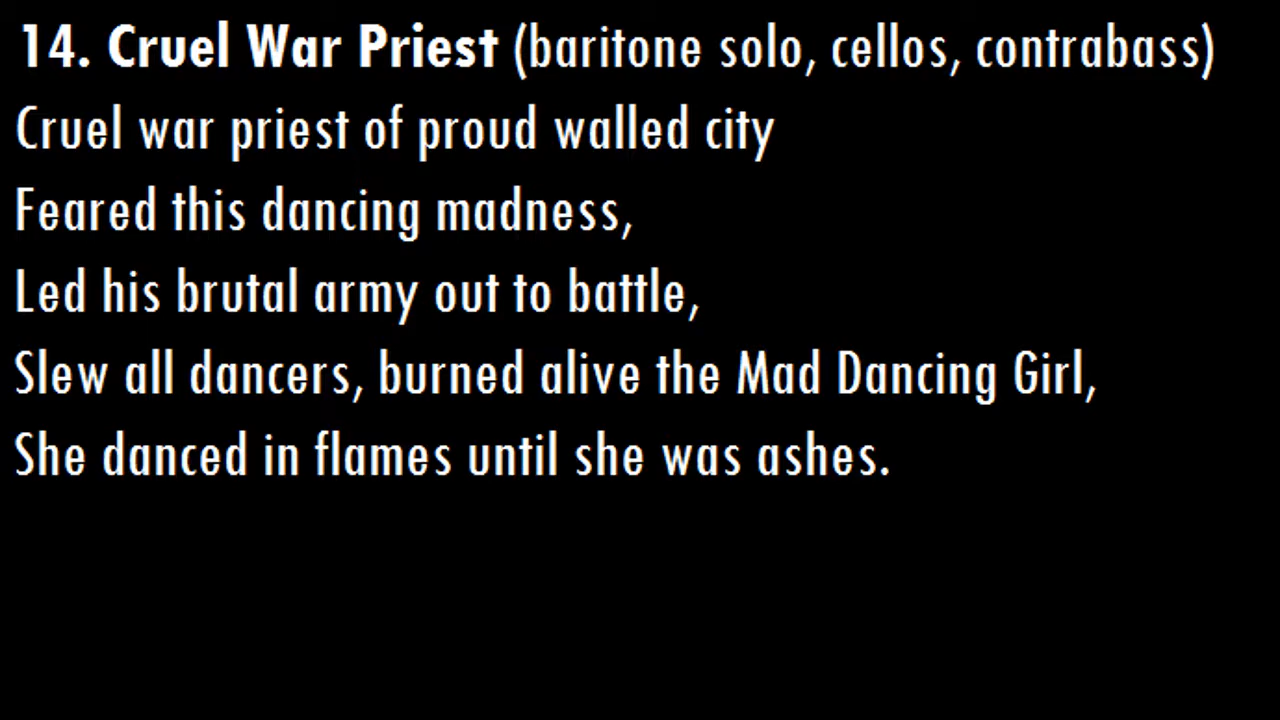 14. Cruel War Priest (baritone solo, cellos, contrabass)
Cruel war priest of proud walled city
Feared this dancing madness,
Led his brutal army out to battle,
Slew all dancers, burned alive the Mad Dancing Girl,
She danced in flames until she was ashes.